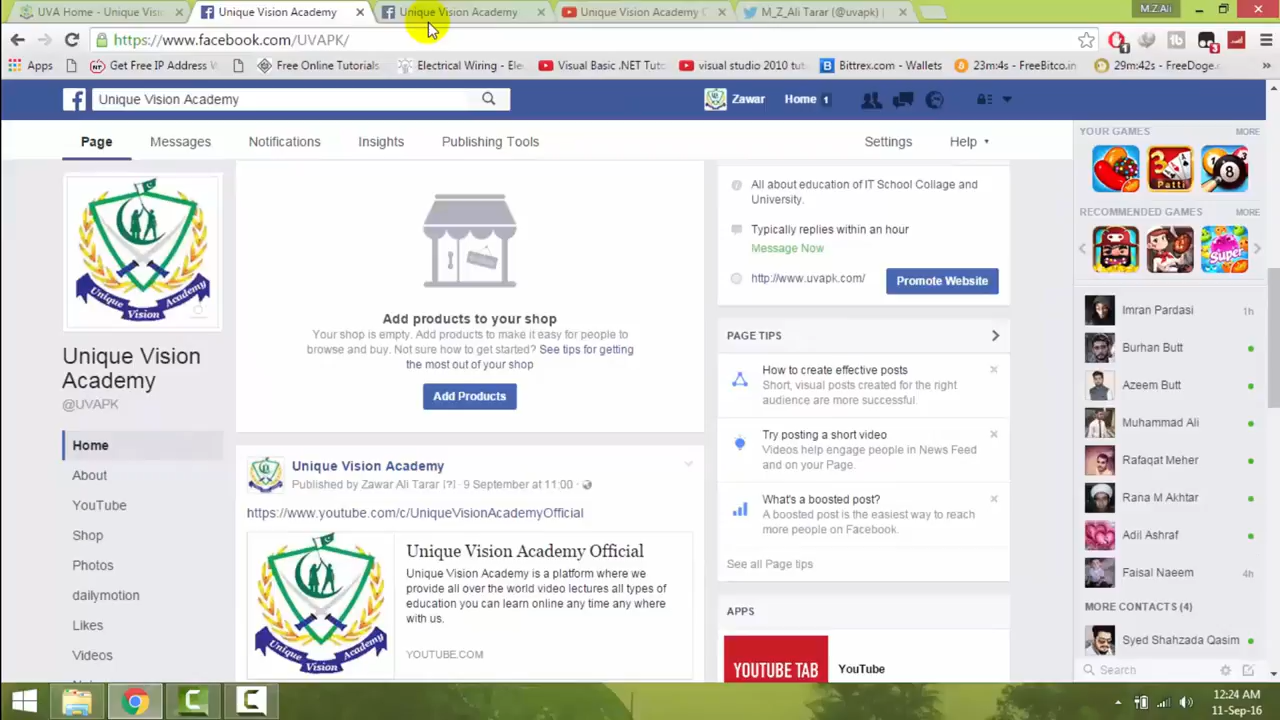 UVA Home - Unique Visi
Unique Vision Academy
Unique Vision Academy
Unique Vision Academy
M_Z_Ali Tarar (@uvapk) |
M.Z.Ali
https://www.facebook.com/UVAPK/
Apps
Get Free IP Address
Free Online Tutorials
Electrical Wiring - Ele
Visual Basic .NET Tuto
visual studio 2010 tut
Bittrex.com - Wallets
23m:4s - FreeBitco.in
29m:42s - FreeDoge.
Unique Vision Academy
Zawar
Home 1
Page
Messages
Notifications
Insights
Publishing Tools
Settings
Help
Unique Vision Academy
Unique Vision
Academy
@UVAPK
Home
About
YouTube
Shop
Photos
dailymotion
Likes
Videos
Add products to your shop
Your shop is empty. Add products to make it easy for people to
browse and buy. Not sure how to get started? See tips for getting
the most out of your shop
Add Products
Unique Vision Academy
Published by Zawar Ali Tarar [?] · 9 September at 11:00 ·
https://www.youtube.com/c/UniqueVisionAcademyOfficial
Unique Vision Academy
Unique Vision Academy Official
Unique Vision Academy is a platform where we
provide all over the world video lectures all types of
education you can learn online any time any where
with us.
YOUTUBE.COM
All about education of IT School Collage and
University.
Typically replies within an hour
Message Now
http://www.uvapk.com/
Promote Website
PAGE TIPS
How to create effective posts
Short, visual posts created for the right
audience are more successful.
Try posting a short video
Videos help engage people in News Feed
and on your Page.
What's a boosted post?
A boosted post is the easiest way to reach
more people on Facebook.
See all Page tips
APPS
YOUTUBE TAB
YouTube
YOUR GAMES
MORE
3
Patti
8
RECOMMENDED GAMES
MORE
Super
Imran Pardasi
1h
Burhan Butt
Azeem Butt
Muhammad Ali
Rafaqat Meher
Rana M Akhtar
Adil Ashraf
Faisal Naeem
4h
MORE CONTACTS (4)
Syed Shahzada Qasim
Search
12:24 AM
11-Sep-16